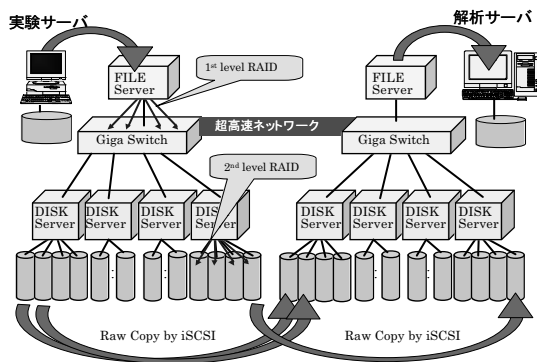 実験サーバ
解析サーバ
FILE
Server
1st level RAID
FILE
Server
超高速ネットワーク
Giga Switch
Giga Switch
2nd level RAID
DISK
Server
DISK
Server
DISK
Server
DISK
Server
DISK
Server
DISK
Server
DISK
Server
DISK
Server
Raw Copy by iSCSI
Raw Copy by iSCSI